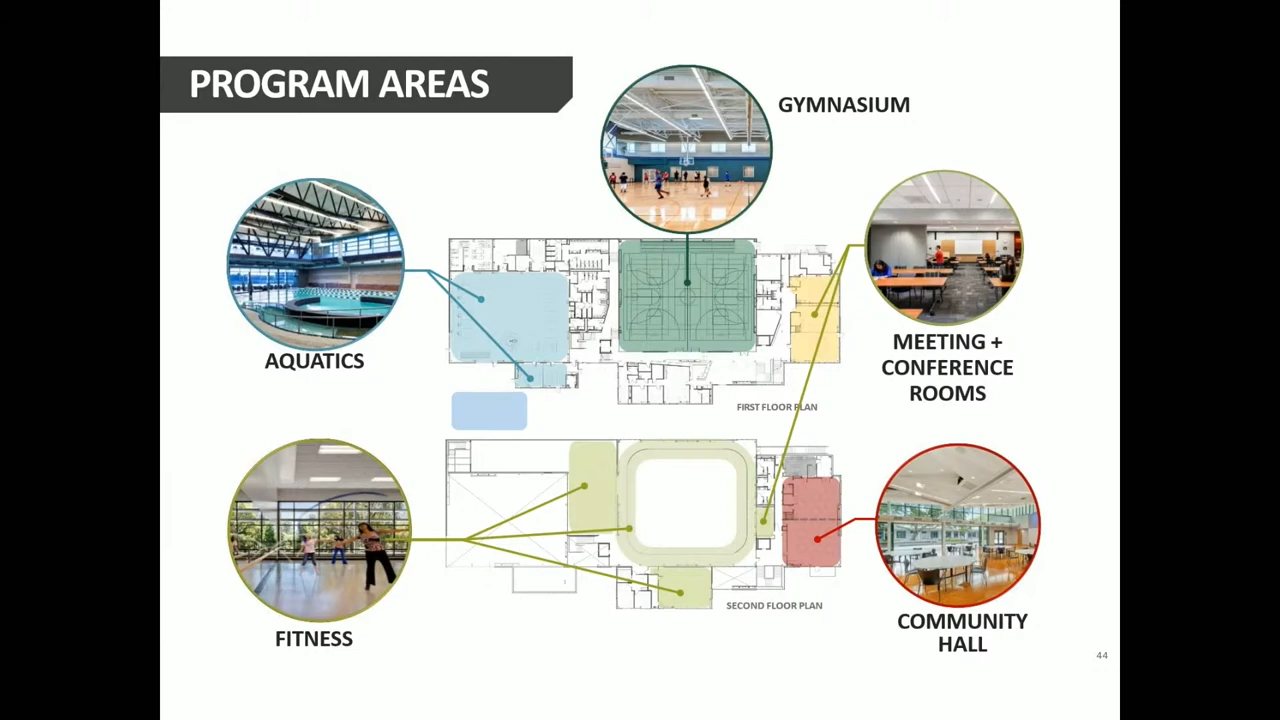 PROGRAM AREAS
GYMNASIUM
AQUATICS
MEETING +
CONFERENCE
ROOMS
FIRST FLOOR PLAN
FITNESS
SECOND FLOOR PLAN
COMMUNITY
HALL
44